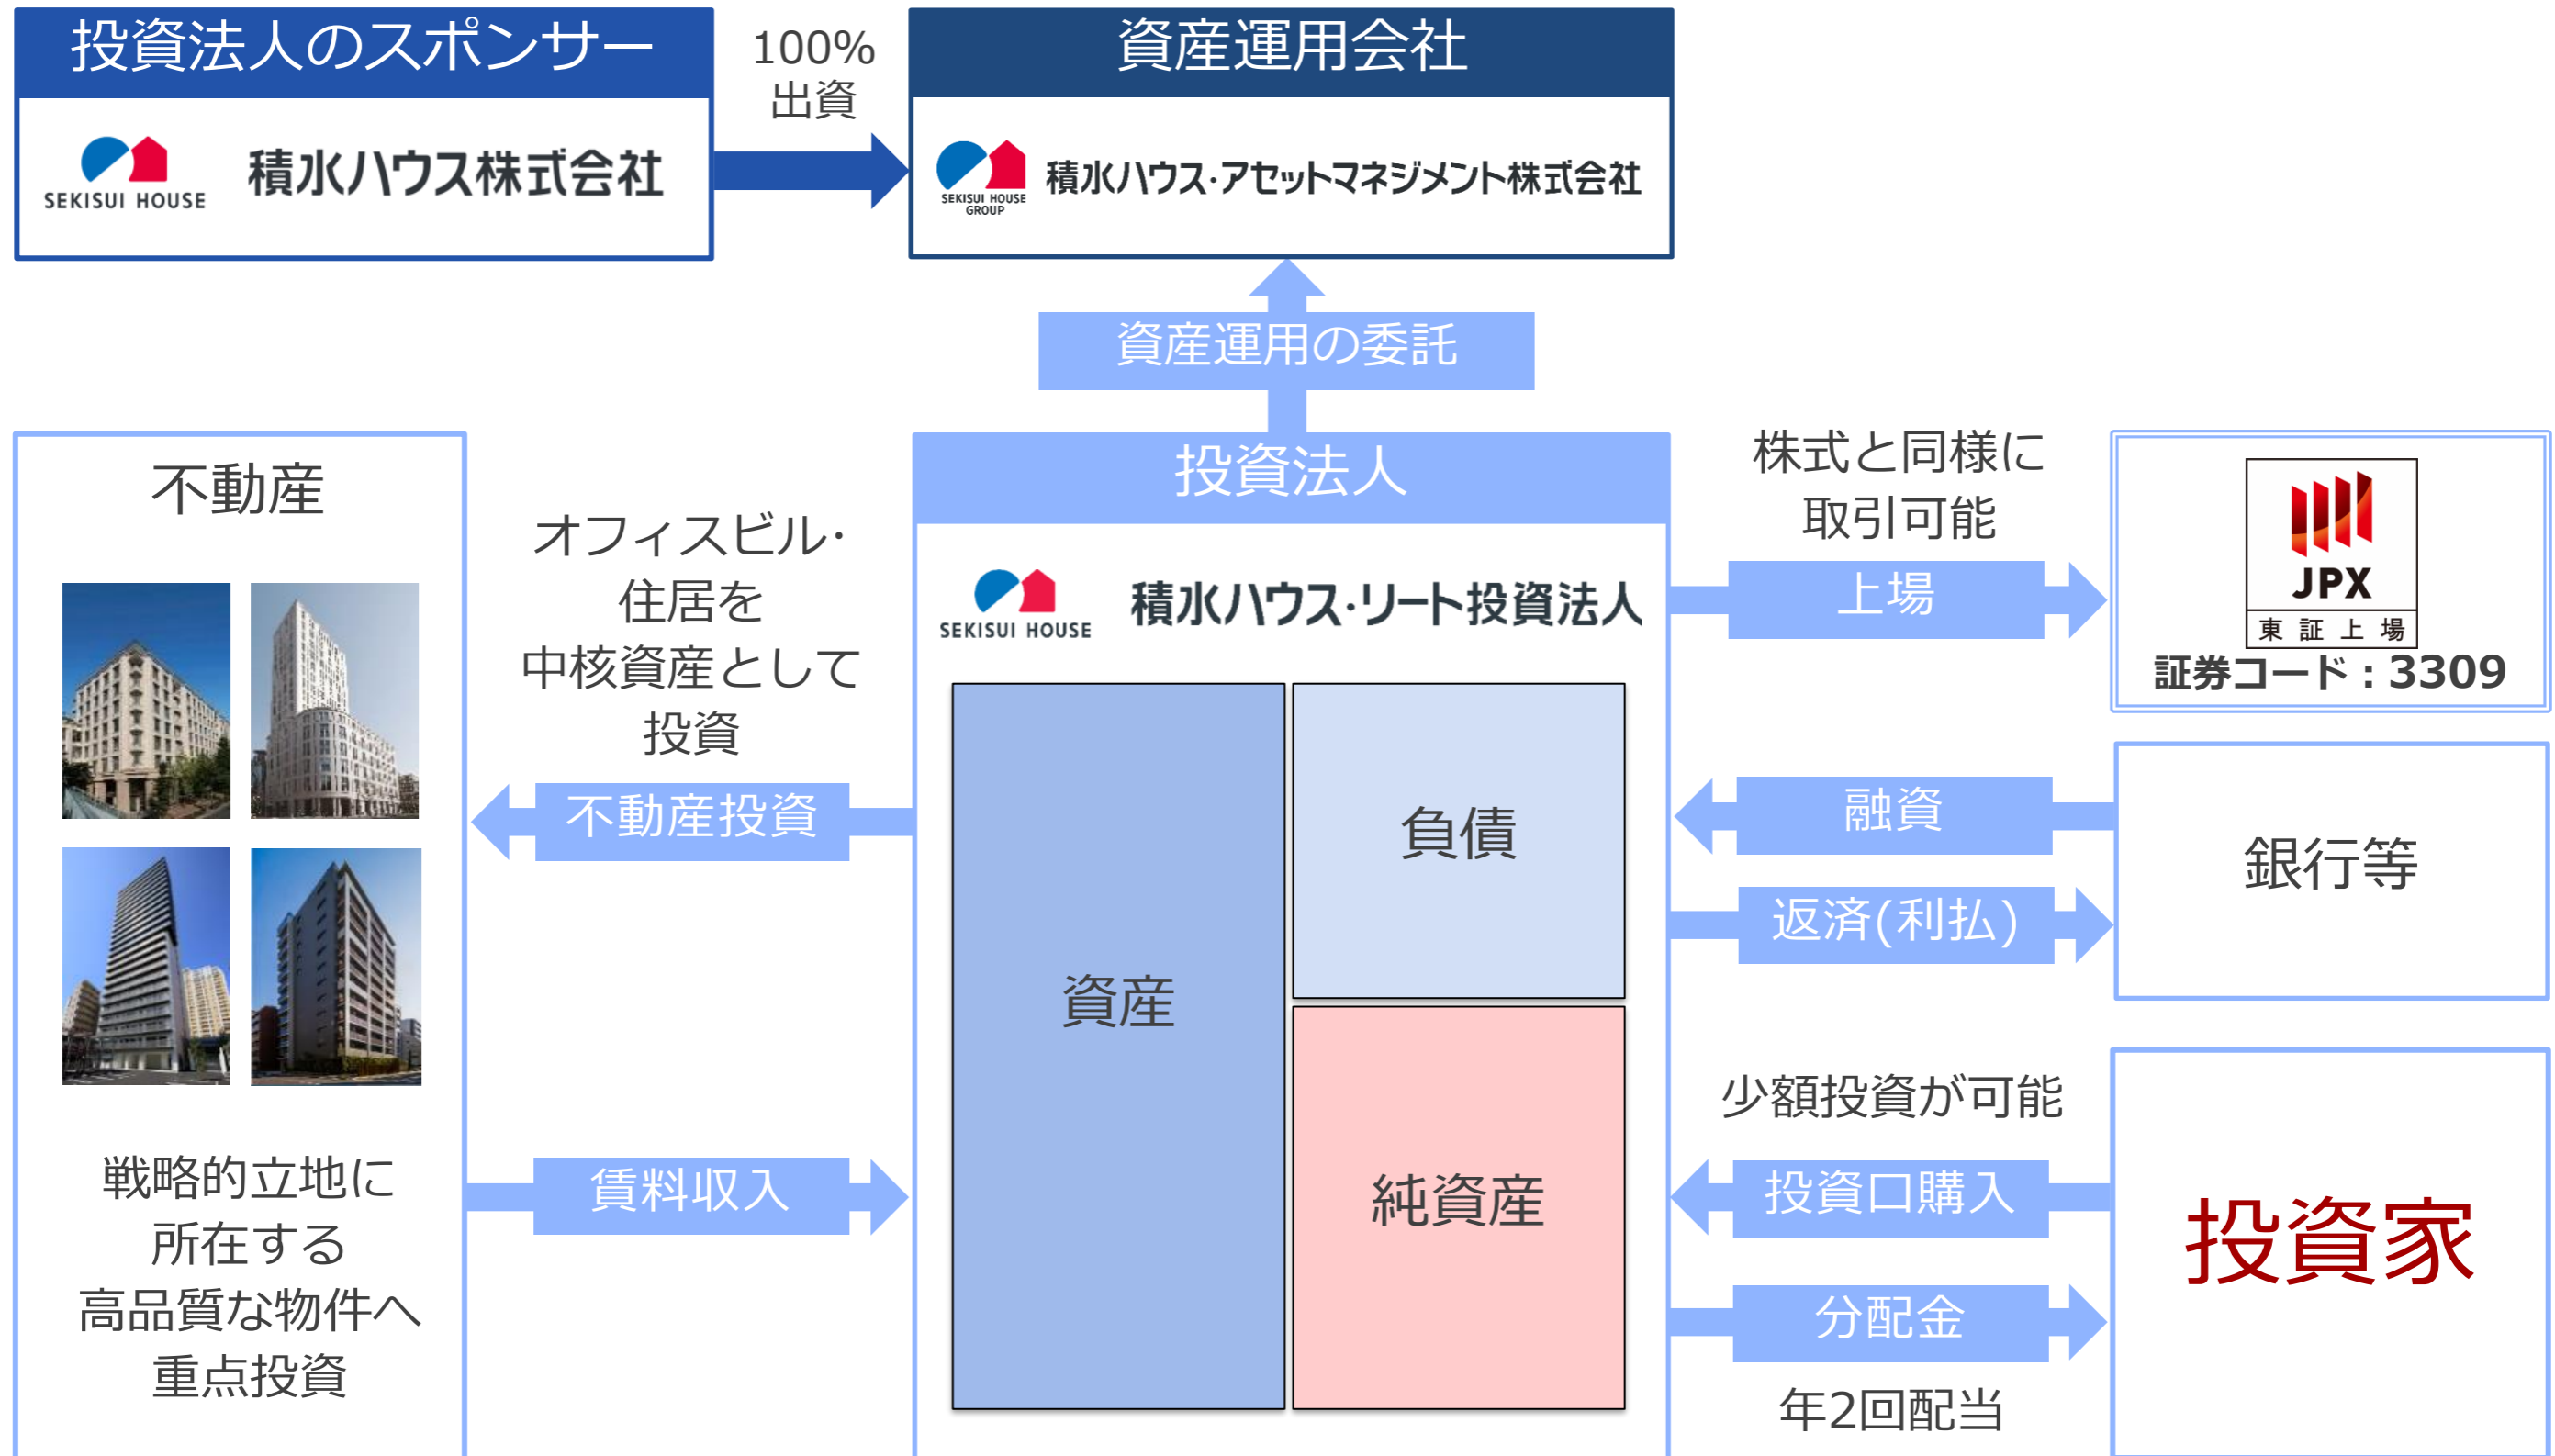 投資法人のスポンサー
SEKISUI HOUSE
積水ハウス株式会社
100%
出資
資産運用会社
SEKISUI HOUSE
GROUP
積水ハウス・アセットマネジメント株式会社
資産運用の委託
不動産
戦略的立地に
所在する
高品質な物件へ
重点投資
オフィスビル・
住居を
中核資産として
投資
不動産投資
賃料収入
投資法人
SEKISUI HOUSE
積水ハウス・リート投資法人
資産
負債
純資産
株式と同様に
取引可能
上場
JPX
東証上場
証券コード：3309
融資
返済(利払)
銀行等
少額投資が可能
投資口購入
分配金
年2回配当
投資家